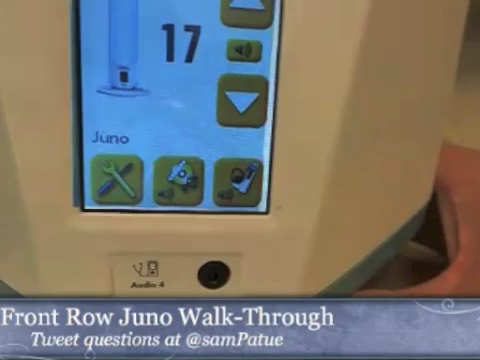 17
Juno
Audio 4
Front Row Juno Walk-Through
Tweet questions at @samPatue